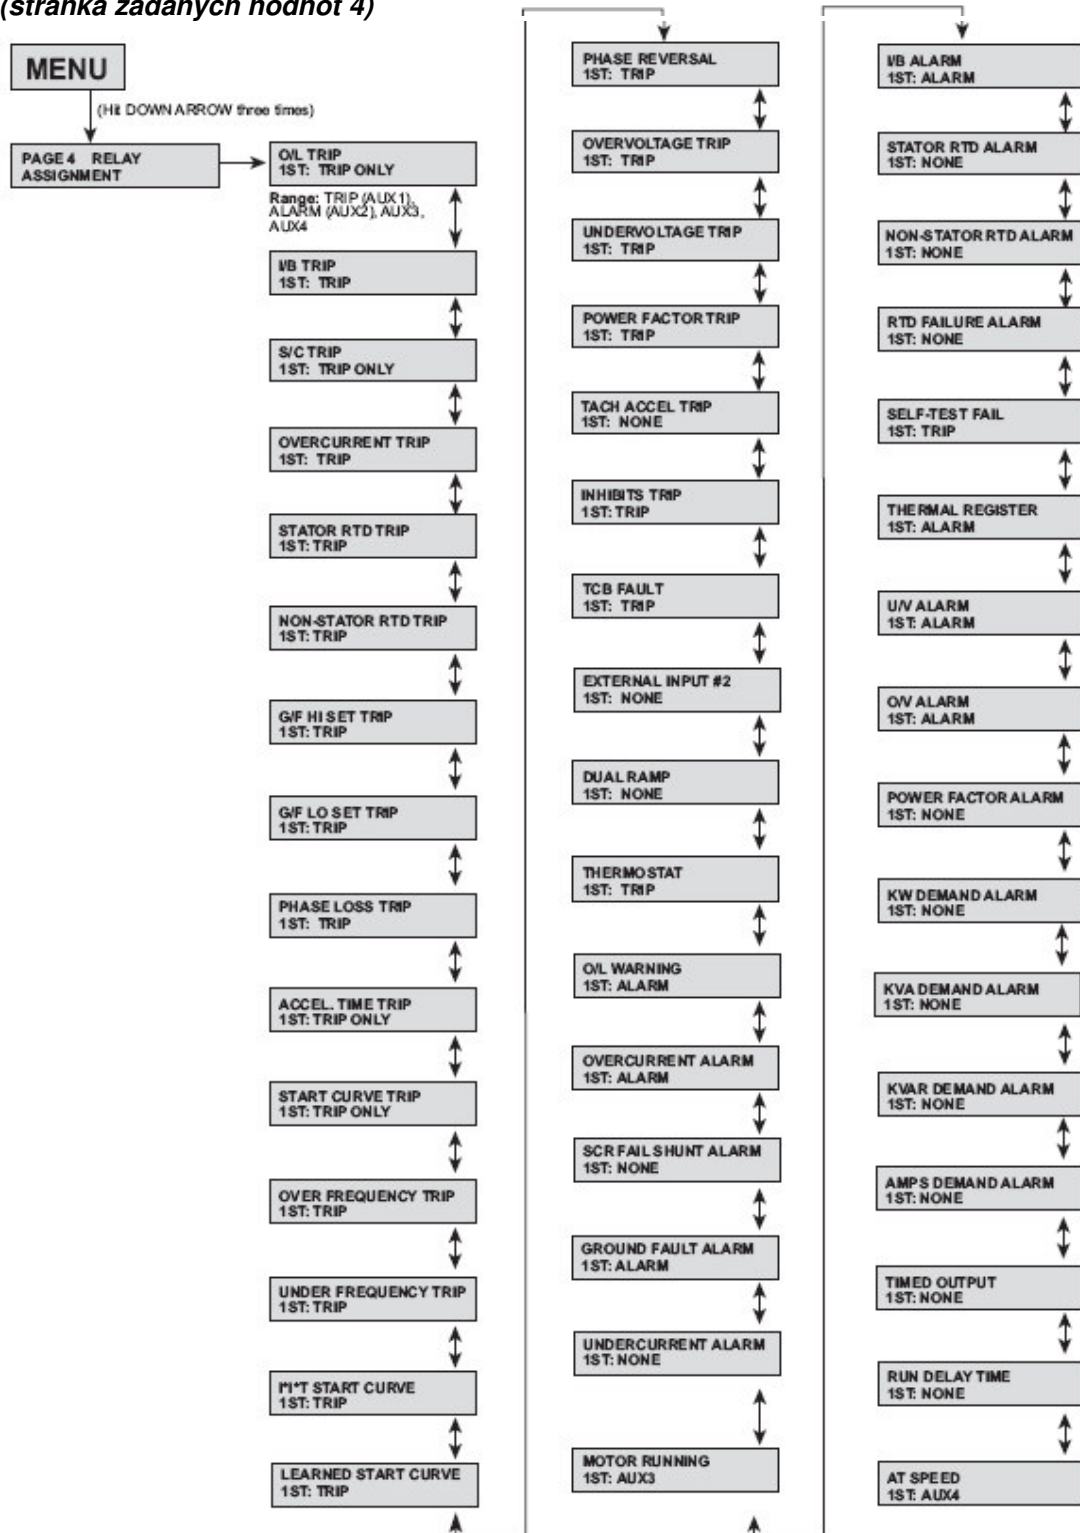 (stránka žádaných hodnot 4)
MENU
(Hit DOWN ARROW three times)
PAGE 4 RELAY
ASSIGNMENT
O/L TRIP
1ST: TRIP ONLY
Range: TRIP (AUX1),
ALARM (AUX2), AUX3,
AUX4
I/B TRIP
1ST: TRIP
S/C TRIP
1ST: TRIP ONLY
OVERCURRENT TRIP
1ST: TRIP
STATOR RTD TRIP
1ST: TRIP
NON-STATOR RTD TRIP
1ST: TRIP
G/F HI SET TRIP
1ST: TRIP
G/F LO SET TRIP
1ST: TRIP
PHASE LOSS TRIP
1ST: TRIP
ACCEL. TIME TRIP
1ST: TRIP ONLY
START CURVE TRIP
1ST: TRIP ONLY
OVER FREQUENCY TRIP
1ST: TRIP
UNDER FREQUENCY TRIP
1ST: TRIP
I*I*T START CURVE
1ST: TRIP
LEARNED START CURVE
1ST: TRIP
PHASE REVERSAL
1ST: TRIP
OVERVOLTAGE TRIP
1ST: TRIP
UNDERVOLTAGE TRIP
1ST: TRIP
POWER FACTOR TRIP
1ST: TRIP
TACH ACCEL TRIP
1ST: NONE
INHIBITS TRIP
1ST: TRIP
TCB FAULT
1ST: TRIP
EXTERNAL INPUT #2
1ST: NONE
DUAL RAMP
1ST: NONE
THERMOSTAT
1ST: TRIP
O/L WARNING
1ST: ALARM
OVERCURRENT ALARM
1ST: ALARM
SCR FAIL SHUNT ALARM
1ST: NONE
GROUND FAULT ALARM
1ST: ALARM
UNDERCURRENT ALARM
1ST: NONE
MOTOR RUNNING
1ST: AUX3
I/B ALARM
1ST: ALARM
STATOR RTD ALARM
1ST: NONE
NON-STATOR RTD ALARM
1ST: NONE
RTD FAILURE ALARM
1ST: NONE
SELF-TEST FAIL
1ST: TRIP
THERMAL REGISTER
1ST: ALARM
U/V ALARM
1ST: ALARM
O/V ALARM
1ST: ALARM
POWER FACTOR ALARM
1ST: NONE
KW DEMAND ALARM
1ST: NONE
KVA DEMAND ALARM
1ST: NONE
KVAR DEMAND ALARM
1ST: NONE
AMPS DEMAND ALARM
1ST: NONE
TIMED OUTPUT
1ST: NONE
RUN DELAY TIME
1ST: NONE
AT SPEED
1ST: AUX4